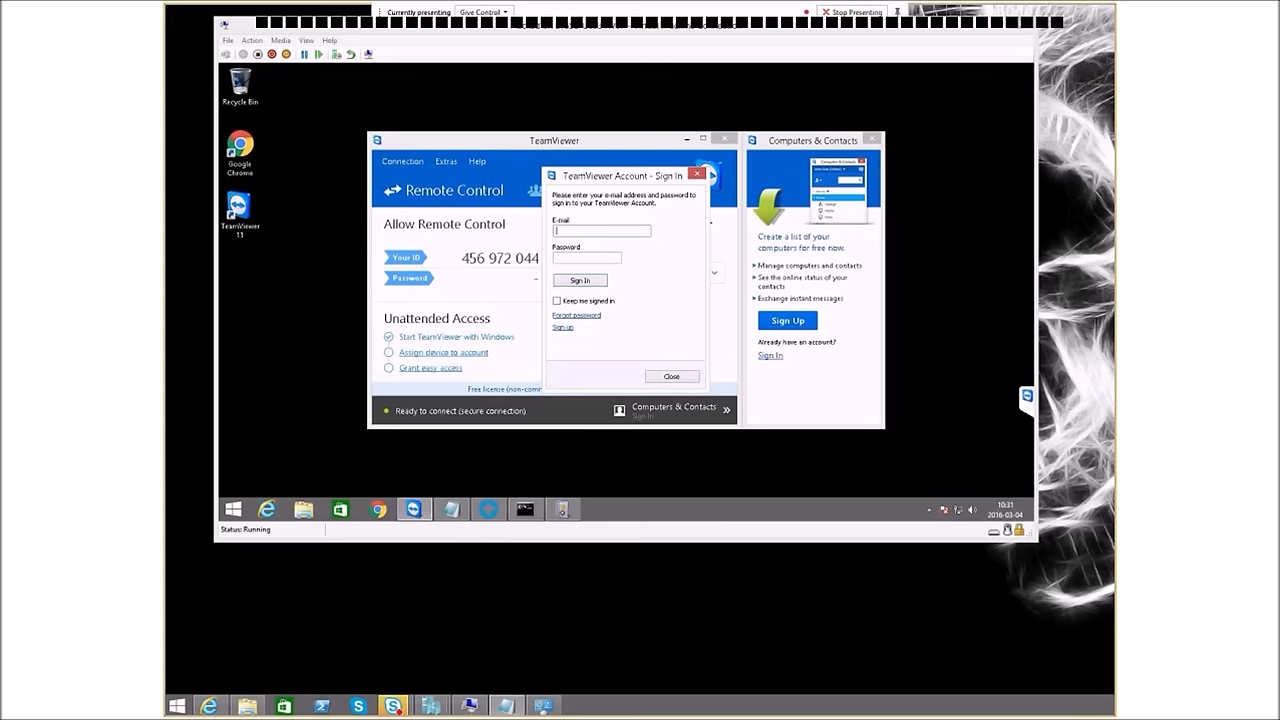 Currently presenting
Give Control
Stop Presenting
File Action Media View Help
Recycle Bin
Google
Chrome
TeamViewer
11
TeamViewer
Connection Extras Help
Remote Control
Allow Remote Control
Your ID 456 972 044
Password -
Unattended Access
Start TeamViewer with Windows
Assign device to account
Grant easy access
Free license (non-comm
Ready to connect (secure connection)
Computers & Contacts
Sign In
TeamViewer Account - Sign In
Please enter your e-mail address and password to
sign in to your TeamViewer Account.
E-mail
Password
Sign In
Keep me signed in
Forgot password
Sign up
Close
Computers & Contacts
Create a list of your
computers for free now.
Manage computers and contacts
See the online status of your
contacts
Exchange instant messages
Sign Up
Already have an account?
Sign In
10:31
2016-03-04
Status: Running